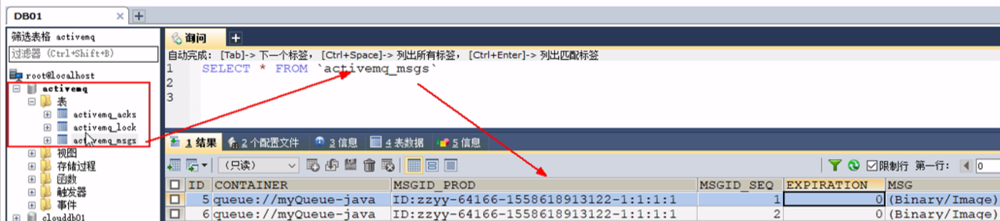 DB01
筛选表格 activemq
过滤器 (Ctrl+Shift+B)
root@localhost
activemq
表
activemq_acks
activemq_lock
activemq_msgs
视图
存储过程
函数
触发器
事件
clouddb01
询问
自动完成: [Tab]-> 下一个标签, [Ctrl+Space]-> 列出所有标签, [Ctrl+Enter]-> 列出匹配标签
1 SELECT * FROM `activemq_msgs`
2
3
1 结果 2 个配置文件 3 信息 4 表数据 5 信息
(只读) 限制行 第一行: 0
ID CONTAINER MSGID_PROD MSGID_SEQ EXPIRATION MSG
5 queue://myQueue-java ID:zzyy-64166-1558618913122-1:1:1:1 1 0 (Binary/Image)
6 queue://myQueue-java ID:zzyy-64166-1558618913122-1:1:1:1 2 0 (Binary/Image)